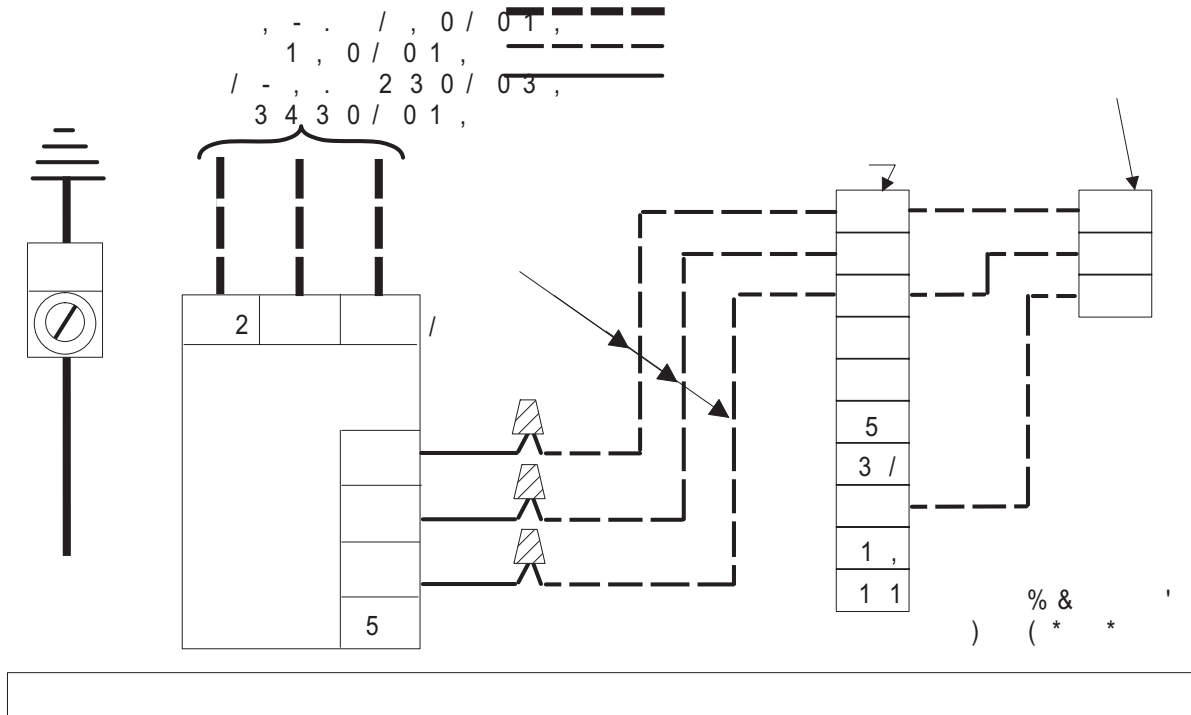 , - . / , 0 / 0 1 ,
1 , 0 / 0 1 ,
/ - , . 2 3 0 / 0 3 ,
3 4 3 0 / 0 1 ,
2 /
5
3 /
1 ,
1 1
5
% & '
) ( * *